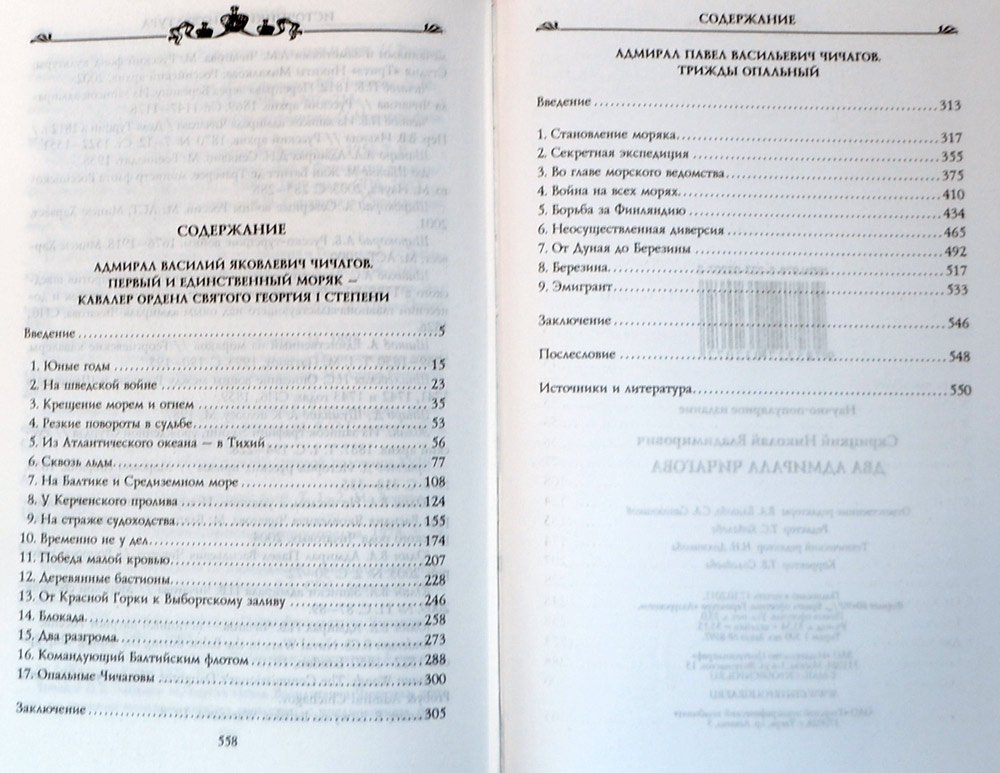 СОДЕРЖАНИЕ
АДМИРАЛ ВАСИЛИЙ ЯКОВЛЕВИЧ ЧИЧАГОВ.
ПЕРВЫЙ И ЕДИНСТВЕННЫЙ МОРЯК —
КАВАЛЕР ОРДЕНА СВЯТОГО ГЕОРГИЯ I СТЕПЕНИ
Введение 5
1. Юные годы 15
2. На шведской войне 23
3. Крещение морем и огнем 35
4. Резкие повороты в судьбе 53
5. Из Атлантического океана — в Тихий 56
6. Сквозь льды 77
7. На Балтике и Средиземном море 108
8. У Керченского пролива 124
9. На страже судоходства 155
10. Временно не у дел 174
11. Победа малой кровью 207
12. Деревянные бастионы 228
13. От Красной Горки к Выборгскому заливу 246
14. Блокада 258
15. Два разгрома 273
16. Командующий Балтийским флотом 288
17. Опальные Чичаговы 300
Заключение 305
558
СОДЕРЖАНИЕ
АДМИРАЛ ПАВЕЛ ВАСИЛЬЕВИЧ ЧИЧАГОВ.
ТРИЖДЫ ОПАЛЬНЫЙ
Введение 313
1. Становление моряка 317
2. Секретная экспедиция 355
3. Во главе морского ведомства 375
4. Война на всех морях 410
5. Борьба за Финляндию 434
6. Неосуществленная диверсия 465
7. От Дуная до Березины 492
8. Березина 517
9. Эмигрант 533
Заключение 546
Послесловие 548
Источники и литература 550